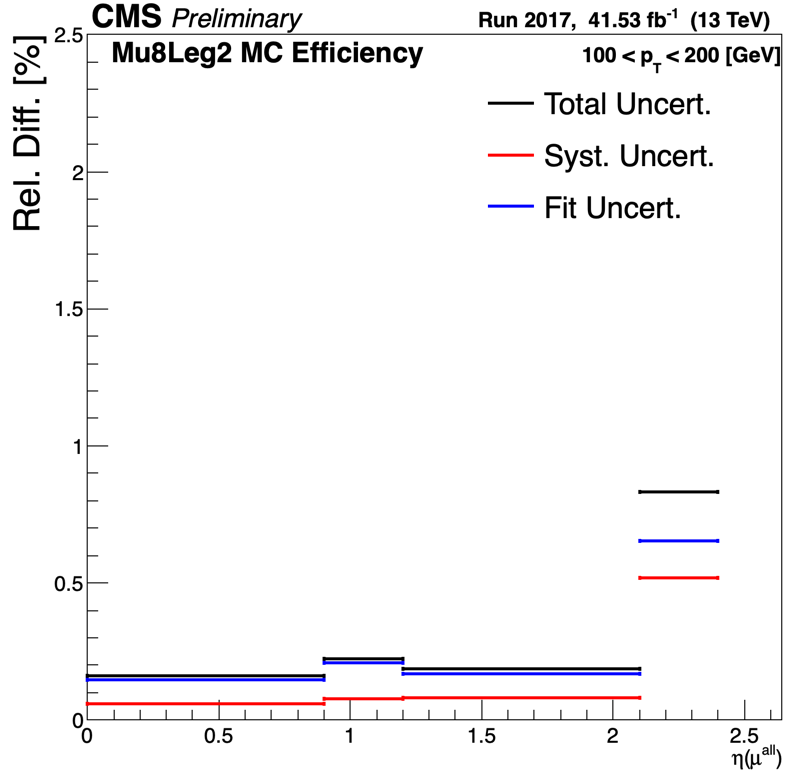 CMS Preliminary Run 2017, 41.53 fb⁻¹ (13 TeV)
Mu8Leg2 MC Efficiency 100 < p_T < 200 [GeV]
Total Uncert.
Syst. Uncert.
Fit Uncert.
Rel. Diff. [%]
2.5
2
1.5
1
0.5
0
0 0.5 1 1.5 2 2.5
η(μ^all)